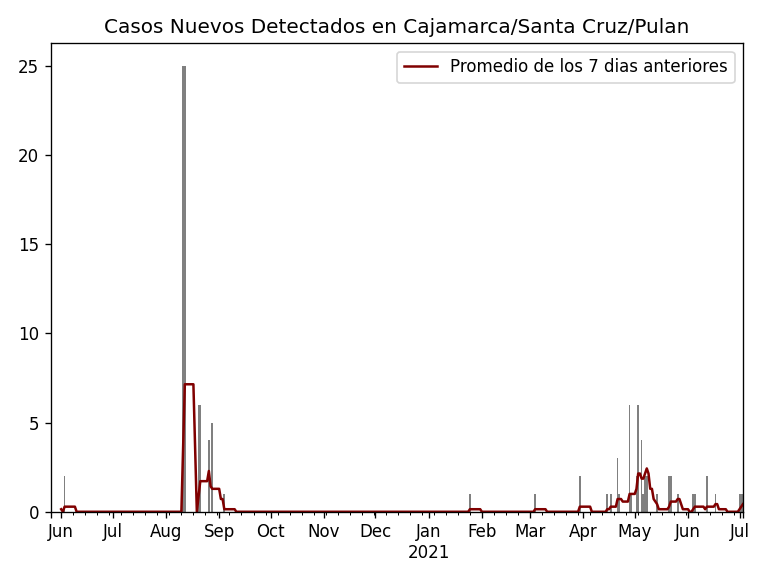 Casos Nuevos Detectados en Cajamarca/Santa Cruz/Pulan
Promedio de los 7 dias anteriores
25
20
15
10
5
0
Jun Jul Aug Sep Oct Nov Dec Jan Feb Mar Apr May Jun Jul
2021